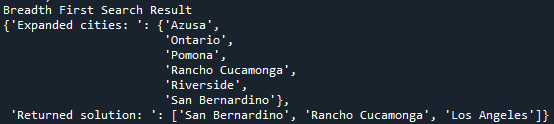 Breadth First Search Result
{'Expanded cities: ': {'Azusa',
'Ontario',
'Pomona',
'Rancho Cucamonga',
'Riverside',
'San Bernardino'},
'Returned solution: ': ['San Bernardino', 'Rancho Cucamonga', 'Los Angeles']}